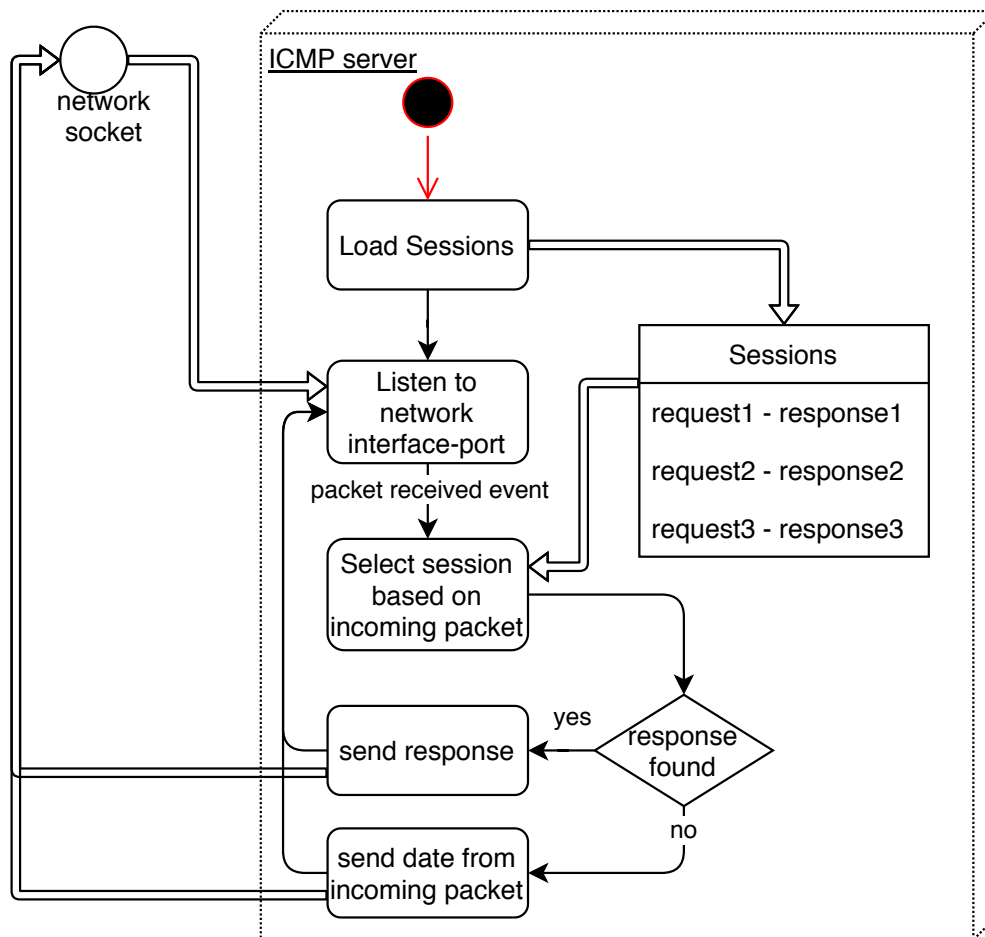 ICMP server
network
socket
Load Sessions
Sessions
request1 - response1
request2 - response2
request3 - response3
Listen to
network
interface-port
packet received event
Select session
based on
incoming packet
response
found
yes
send response
no
send date from
incoming packet